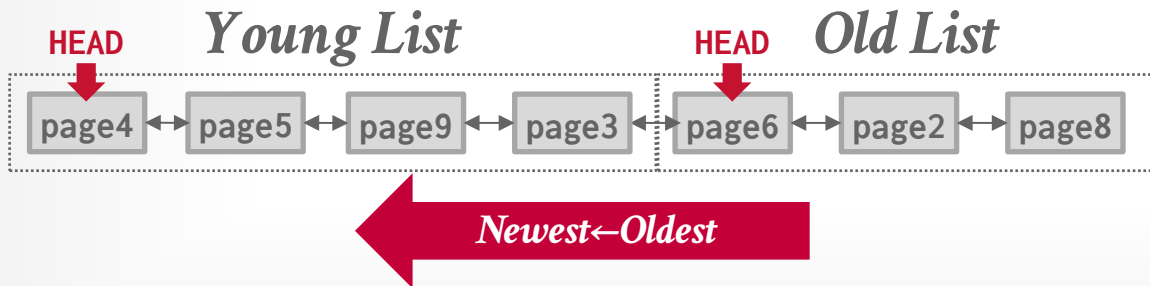 Young List
Old List
HEAD
HEAD
page4
page5
page9
page3
page6
page2
page8
Newest←Oldest